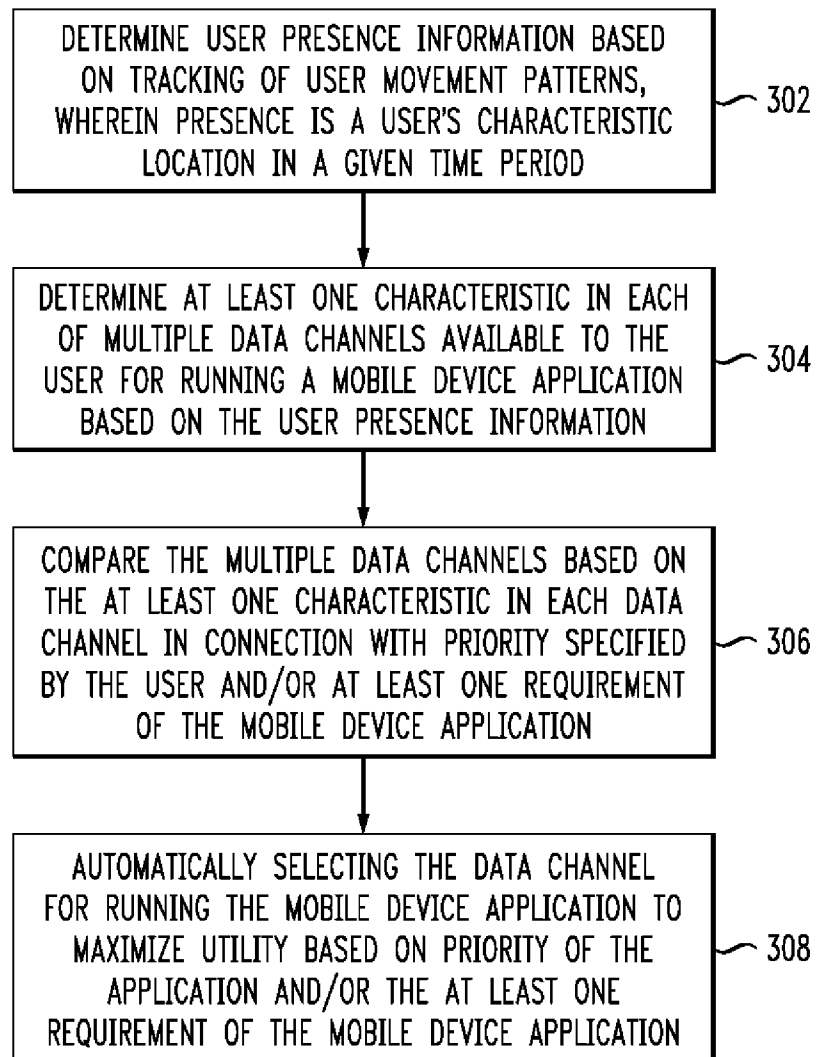 DETERMINE USER PRESENCE INFORMATION BASED
ON TRACKING OF USER MOVEMENT PATTERNS,
WHEREIN PRESENCE IS A USER'S CHARACTERISTIC
LOCATION IN A GIVEN TIME PERIOD
302
DETERMINE AT LEAST ONE CHARACTERISTIC IN EACH
OF MULTIPLE DATA CHANNELS AVAILABLE TO THE
USER FOR RUNNING A MOBILE DEVICE APPLICATION
BASED ON THE USER PRESENCE INFORMATION
304
COMPARE THE MULTIPLE DATA CHANNELS BASED ON
THE AT LEAST ONE CHARACTERISTIC IN EACH DATA
CHANNEL IN CONNECTION WITH PRIORITY SPECIFIED
BY THE USER AND/OR AT LEAST ONE REQUIREMENT
OF THE MOBILE DEVICE APPLICATION
306
AUTOMATICALLY SELECTING THE DATA CHANNEL
FOR RUNNING THE MOBILE DEVICE APPLICATION TO
MAXIMIZE UTILITY BASED ON PRIORITY OF THE
APPLICATION AND/OR THE AT LEAST ONE
REQUIREMENT OF THE MOBILE DEVICE APPLICATION
308